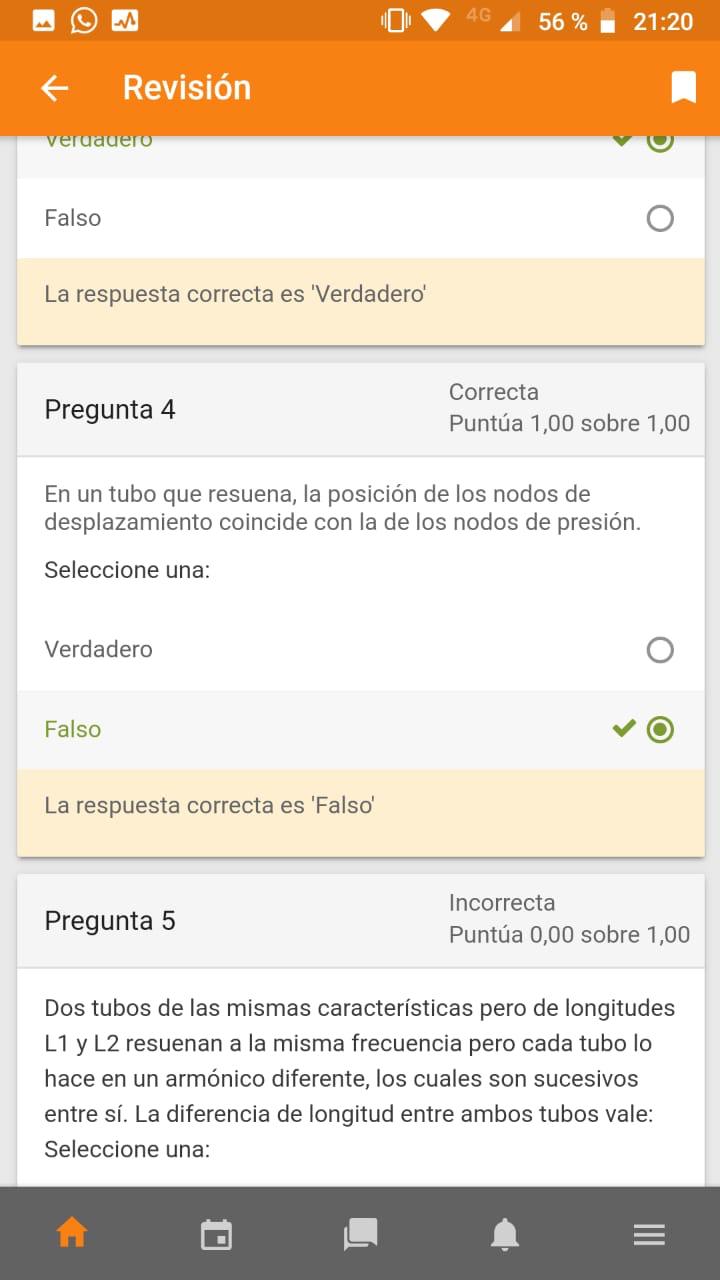 4G 56 % 21:20
Revisión
Verdadero
Falso
La respuesta correcta es 'Verdadero'
Pregunta 4
Correcta
Puntúa 1,00 sobre 1,00
En un tubo que resuena, la posición de los nodos de
desplazamiento coincide con la de los nodos de presión.
Seleccione una:
Verdadero
Falso
La respuesta correcta es 'Falso'
Pregunta 5
Incorrecta
Puntúa 0,00 sobre 1,00
Dos tubos de las mismas características pero de longitudes
L1 y L2 resuenan a la misma frecuencia pero cada tubo lo
hace en un armónico diferente, los cuales son sucesivos
entre sí. La diferencia de longitud entre ambos tubos vale:
Seleccione una: